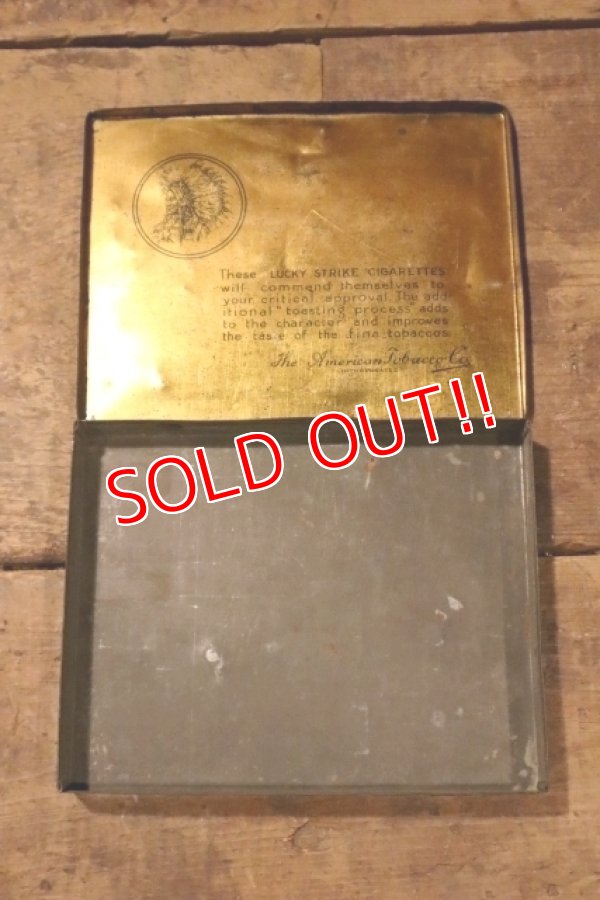 These LUCKY STRIKE CIGARETTES
will commend themselves to
your critical approval. The add-
itional "toasting process" adds
to the character and improves
the taste of the fine tobaccos.
The American Tobacco Co.
INCORPORATED
SOLD OUT!!